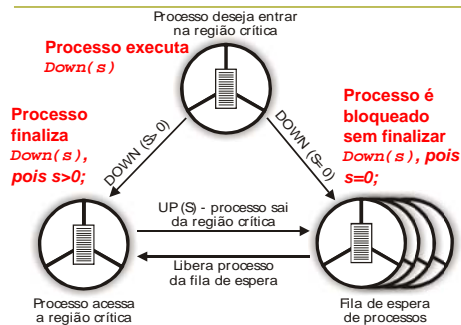 Processo deseja entrar
na região crítica
Processo executa
Down(s)
Processo
finaliza
Down(s),
pois s>0;
DOWN (S> 0)
DOWN (S=0)
Processo é
bloqueado
sem finalizar
Down(s), pois
s=0;
UP (S) - processo sai
da região crítica
Libera processo
da fila de espera
Processo acessa
a região crítica
Fila de espera
de processos